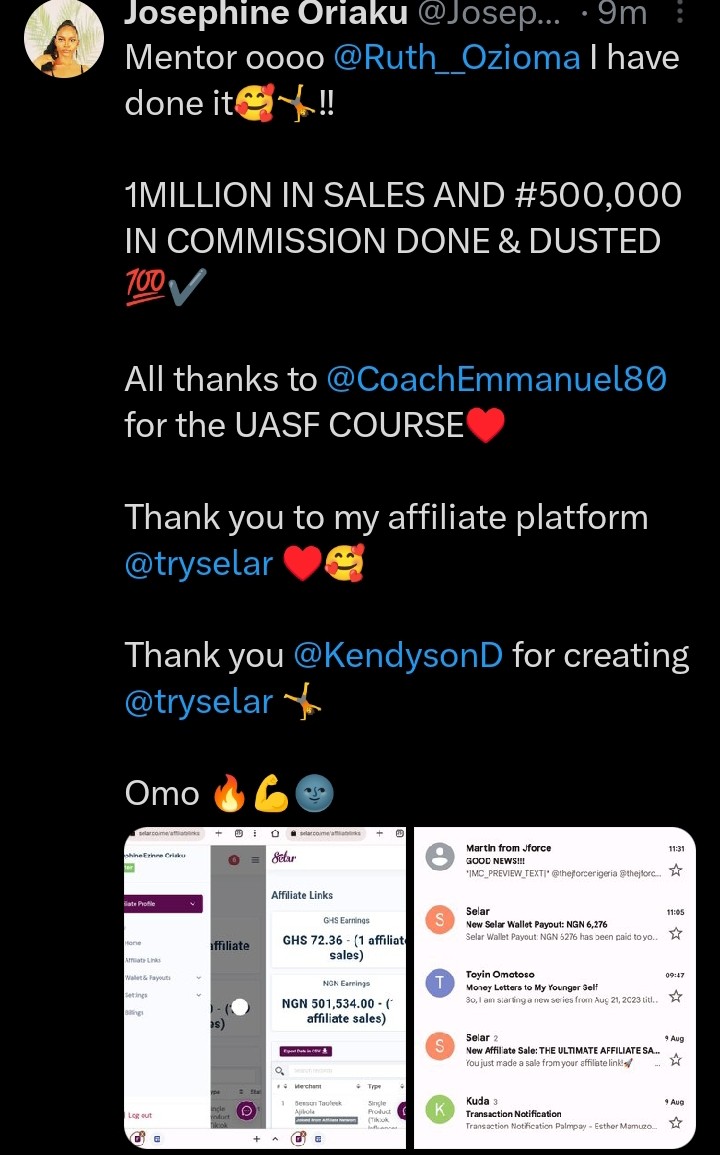 Josephine Oriaku @Josep... · 9m
Mentor oooo @Ruth__Ozioma I have
done it🥰🤸!!
1MILLION IN SALES AND #500,000
IN COMMISSION DONE & DUSTED
💯✔️
All thanks to @CoachEmmanuel80
for the UASF COURSE♥️
Thank you to my affiliate platform
@tryselar ♥️🥰
Thank you @KendysonD for creating
@tryselar 🤸
Omo 🔥💪🌚
selar.co/me/affiliatelinks
Affiliate Profile
Home
Affiliate Links
Wallet & Payouts
Settings
Billings
Log out
selar.co/me/affiliatelinks
Selar
Affiliate Links
GHS Earnings
GHS 72.36 - (1 affiliate
sales)
NGN Earnings
NGN 501,534.00 - (
affiliate sales)
Export Data in CSV
# Merchant Type
1 Benson Taofeek
Ajibola
Single
Product
(Tiktok
Martin from Jforce 11:31
GOOD NEWS!!!
*|MC_PREVIEW_TEXT|* @thejforcenigeria @thejforc...
Selar 11:05
New Selar Wallet Payout: NGN 6,276
Selar Wallet Payout: NGN 6276 has been paid to yo...
Toyin Omotoso 09:47
Money Letters to My Younger Self
So, I am starting a new series from Aug 21, 2023 titl...
Selar 2 9 Aug
New Affiliate Sale: THE ULTIMATE AFFILIATE SA...
You just made a sale from your affiliate link!🚀 ...
Kuda 3 9 Aug
Transaction Notification
Transaction Notification Palmpay - Esther Mamuzo...